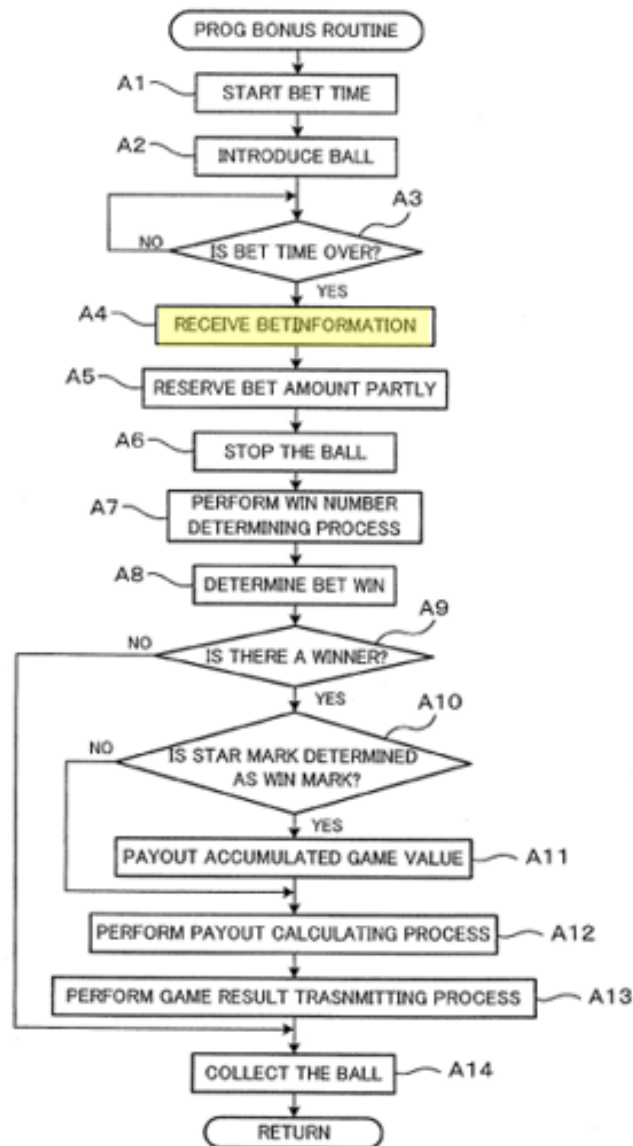 PROG BONUS ROUTINE
A1
START BET TIME
A2
INTRODUCE BALL
A3
IS BET TIME OVER?
NO
YES
A4
RECEIVE BETINFORMATION
A5
RESERVE BET AMOUNT PARTLY
A6
STOP THE BALL
A7
PERFORM WIN NUMBER
DETERMINING PROCESS
A8
DETERMINE BET WIN
A9
NO
IS THERE A WINNER?
YES
A10
NO
IS STAR MARK DETERMINED
AS WIN MARK?
YES
PAYOUT ACCUMULATED GAME VALUE
A11
PERFORM PAYOUT CALCULATING PROCESS
A12
PERFORM GAME RESULT TRASNMITTING PROCESS
A13
COLLECT THE BALL
A14
RETURN